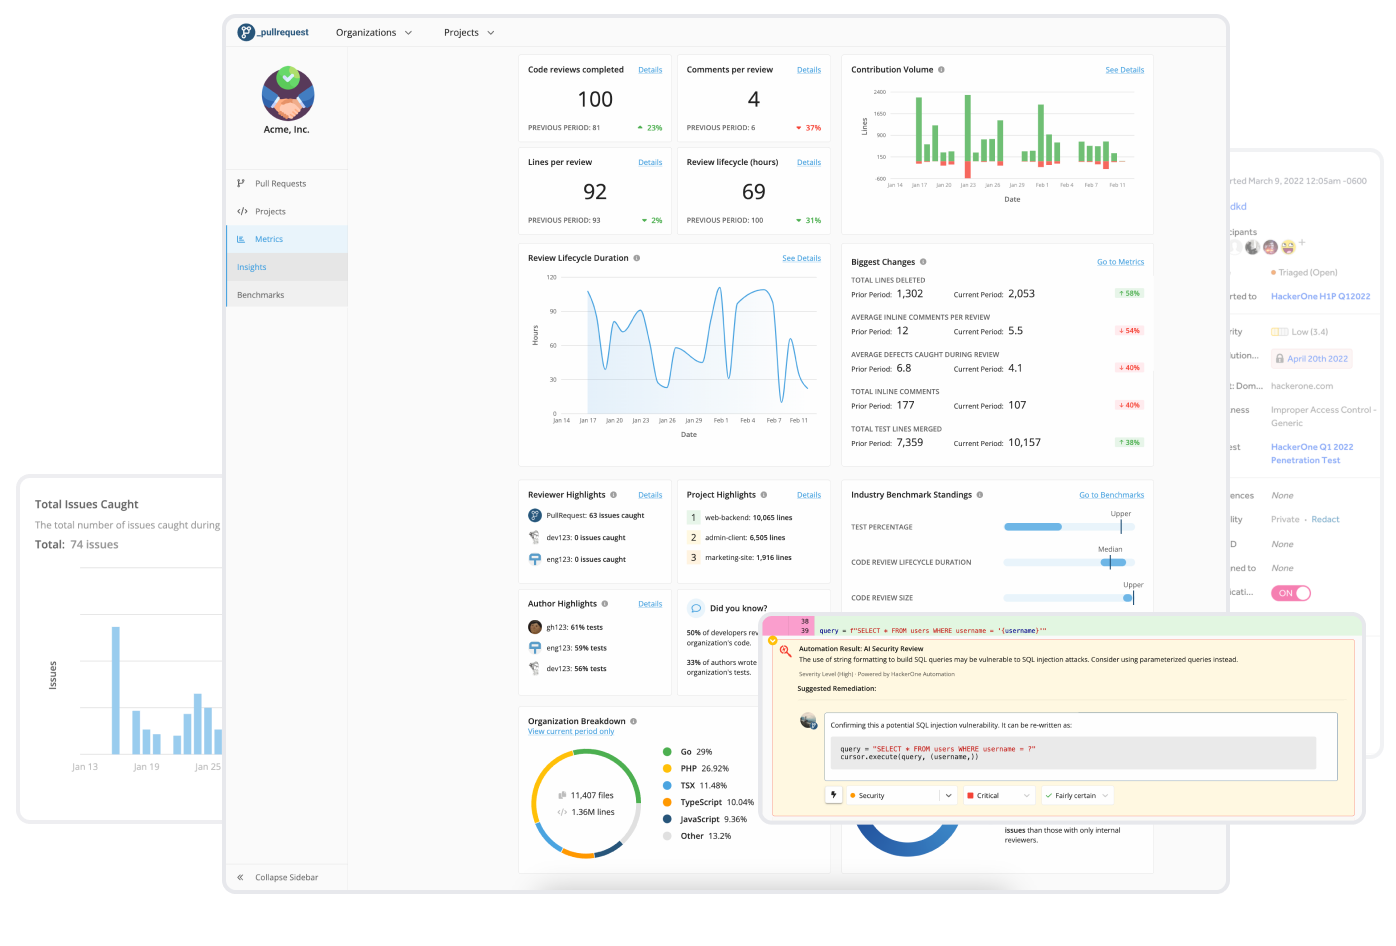 _pullrequest
Organizations
Projects
Acme, Inc.
Pull Requests
Projects
Metrics
Insights
Benchmarks
Collapse Sidebar
Code reviews completed
Details
100
PREVIOUS PERIOD: 81
23%
Comments per review
Details
4
PREVIOUS PERIOD: 6
37%
Lines per review
Details
92
PREVIOUS PERIOD: 93
2%
Review lifecycle (hours)
Details
69
PREVIOUS PERIOD: 100
31%
Contribution Volume
See Details
2400
1650
900
150
-600
Lines
Jan 14 Jan 17 Jan 20 Jan 23 Jan 26 Jan 29 Feb 1 Feb 4 Feb 7 Feb 11
Date
Review Lifecycle Duration
See Details
120
90
60
30
0
Hours
Jan 14 Jan 17 Jan 20 Jan 23 Jan 26 Jan 29 Feb 1 Feb 4 Feb 7 Feb 11
Date
Biggest Changes
Go to Metrics
TOTAL LINES DELETED
Prior Period: 1,302 Current Period: 2,053 ↑ 58%
AVERAGE INLINE COMMENTS PER REVIEW
Prior Period: 12 Current Period: 5.5 ↓ 54%
AVERAGE DEFECTS CAUGHT DURING REVIEW
Prior Period: 6.8 Current Period: 4.1 ↓ 40%
TOTAL INLINE COMMENTS
Prior Period: 177 Current Period: 107 ↓ 40%
TOTAL TEST LINES MERGED
Prior Period: 7,359 Current Period: 10,157 ↑ 38%
Reviewer Highlights
Details
PullRequest: 63 issues caught
dev123: 0 issues caught
eng123: 0 issues caught
Project Highlights
Details
1 web-backend: 10,065 lines
2 admin-client: 6,505 lines
3 marketing-site: 1,916 lines
Industry Benchmark Standings
Go to Benchmarks
Upper
TEST PERCENTAGE
Median
CODE REVIEW LIFECYCLE DURATION
Upper
CODE REVIEW SIZE
Author Highlights
Details
gh123: 61% tests
eng123: 59% tests
dev123: 56% tests
Did you know?
50% of developers rev
organization's code.
33% of authors wrote
organization's tests.
Organization Breakdown
View current period only
11,407 files
1.36M lines
Go 29%
PHP 26.92%
TSX 11.48%
TypeScript 10.04%
JavaScript 9.36%
Other 13.2%
issues than those with only internal
reviewers.
38
39 query = f"SELECT * FROM users WHERE username = '{username}'"
Automation Result: AI Security Review
The use of string formatting to build SQL queries may be vulnerable to SQL injection attacks. Consider using parameterized queries instead.
Severity Level (High) · Powered by HackerOne Automation
Suggested Remediation:
Confirming this a potential SQL injection vulnerability. It can be re-written as:
query = "SELECT * FROM users WHERE username = ?"
cursor.execute(query, (username,))
Security
Critical
Fairly certain
Total Issues Caught
The total number of issues caught during
Total: 74 issues
Issues
Jan 13 Jan 19 Jan 25
rted March 9, 2022 12:05am -0600
dkd
cipants
+
Triaged (Open)
rted to HackerOne H1P Q12022
rity Low (3.4)
lution... April 20th 2022
t: Dom... hackerone.com
ness Improper Access Control -
Generic
est HackerOne Q1 2022
Penetration Test
ences None
lity Private · Redact
D None
ned to None
icati... ON